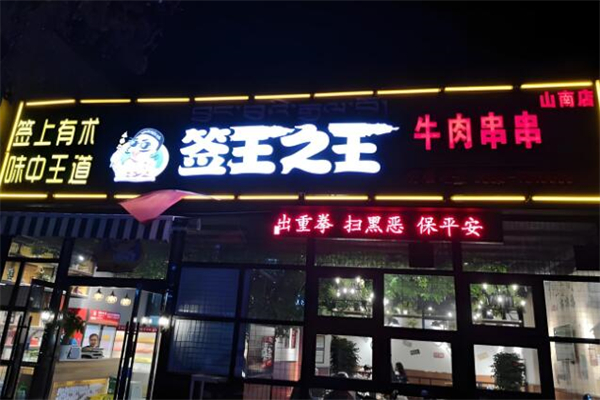 签上有术
味中王道
签王之王
牛肉串串
山南店
出重拳 扫黑恶 保平安